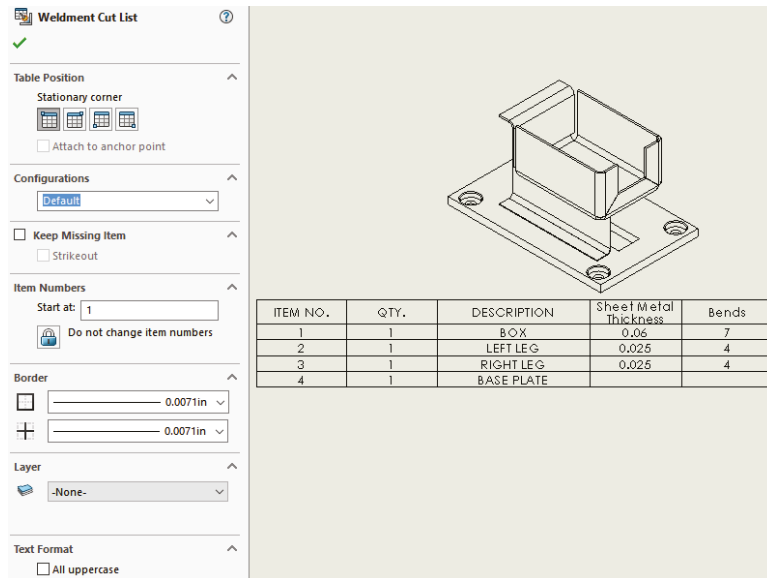 Weldment Cut List
?
Table Position
Stationary corner
Attach to anchor point
Configurations
Default
Keep Missing Item
Strikeout
Item Numbers
Start at: 1
Do not change item numbers
Border
0.0071in
0.0071in
Layer
-None-
Text Format
All uppercase
ITEM NO. QTY. DESCRIPTION Sheet Metal Thickness Bends
1 1 BOX 0.06 7
2 1 LEFT LEG 0.025 4
3 1 RIGHT LEG 0.025 4
4 1 BASE PLATE